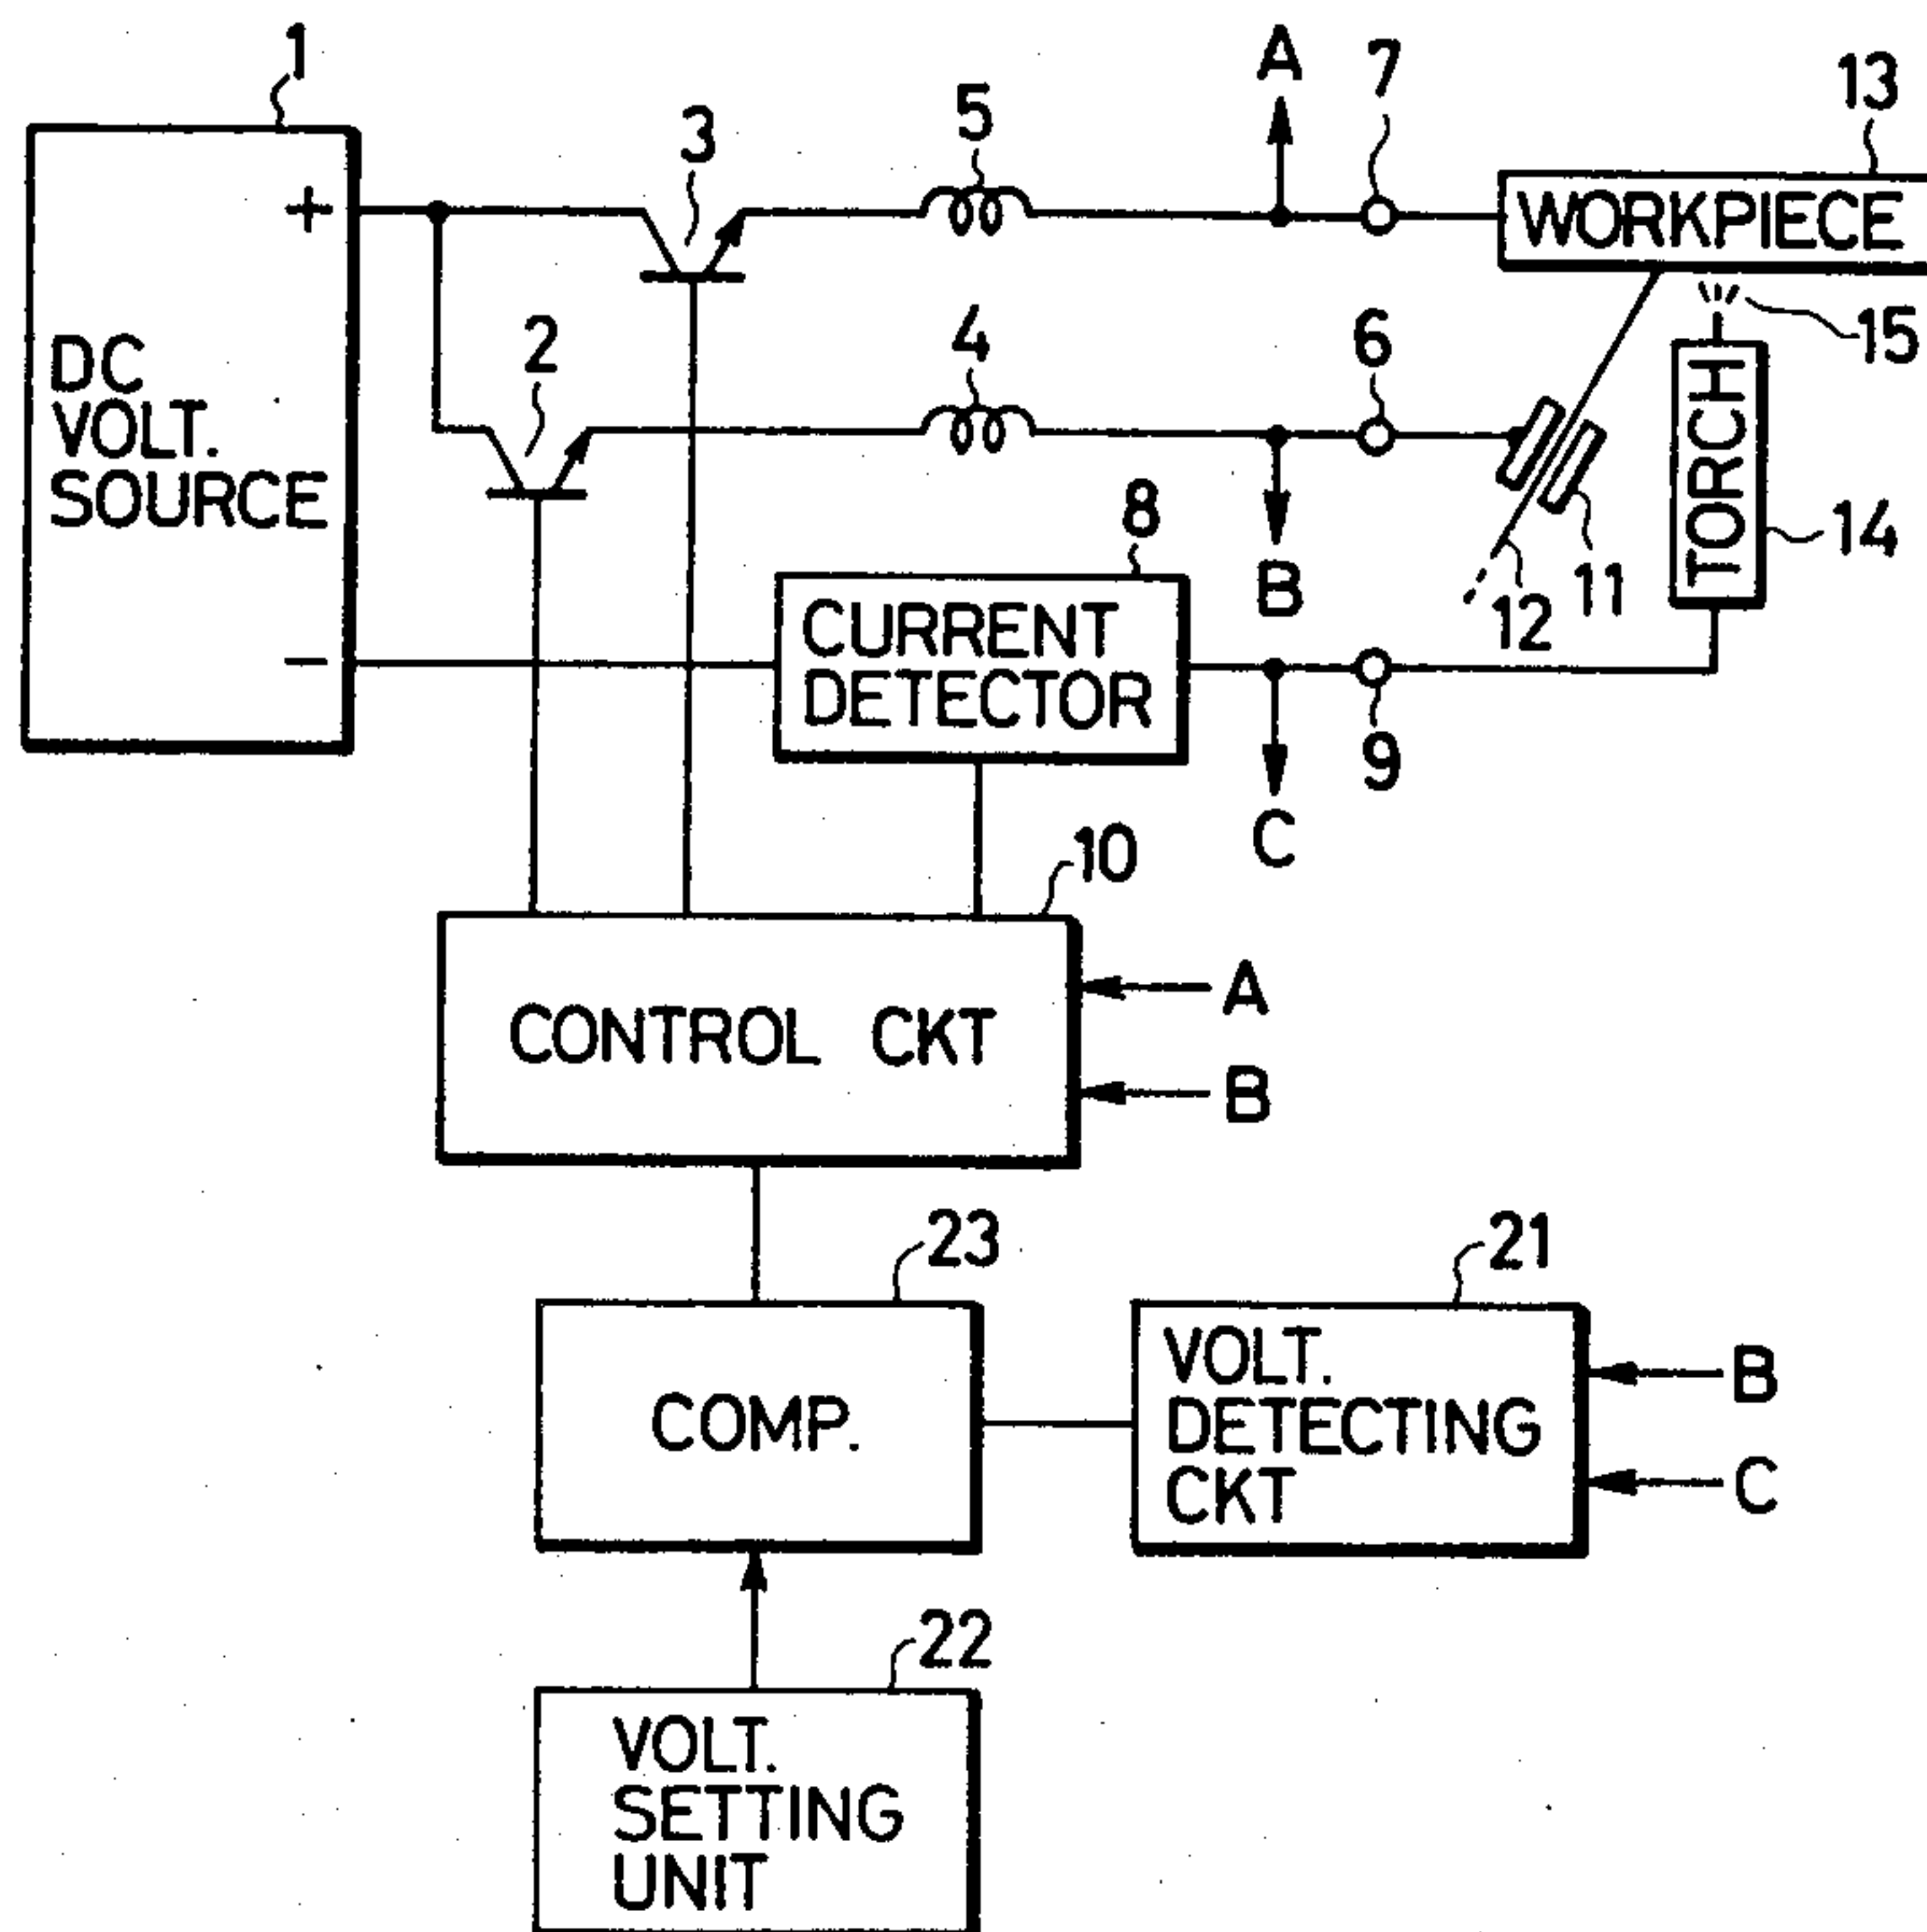 1
3
5
A
7
13
+
WORKPIECE
DC
VOLT.
SOURCE
2
4
6
15
TORCH
14
8
B
12
11
CURRENT
DETECTOR
−
9
C
10
CONTROL CKT
A
B
23
21
COMP.
VOLT.
DETECTING
CKT
B
C
22
VOLT.
SETTING
UNIT